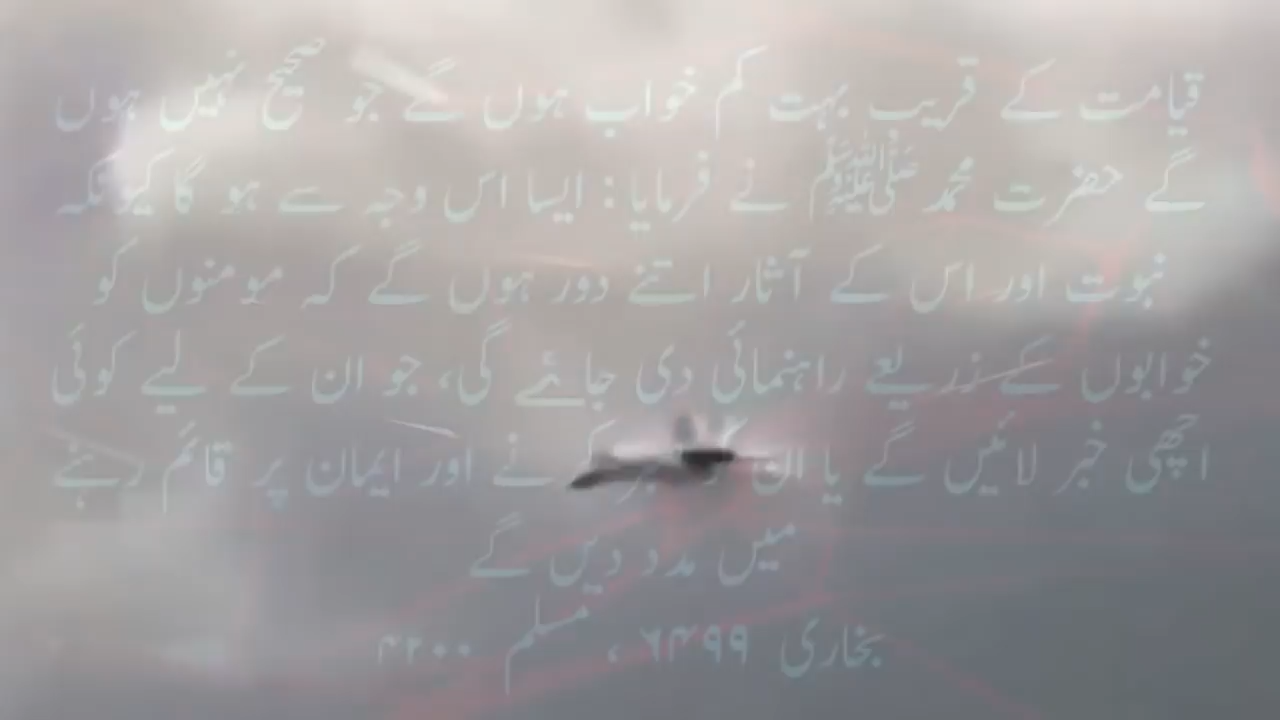 قیامت کے قریب بہت کم خواب ہوں گے جو صحیح نہیں ہوں
گے حضرت محمد ﷺ نے فرمایا: ایسا اس وجہ سے ہو گا کیونکہ
نبوت اور اس کے آثار اتنے دور ہوں گے کہ مومنوں کو
خوابوں کے زریعے راہنمائی دی جائے گی، جو ان کے لیے کوئی
اچھی خبر لائیں گے یا ان کو صبر کرنے اور ایمان پر قائم رہنے
میں مدد دیں گے
بخاری ۶۴۹۹ ، مسلم ۴۲۰۰